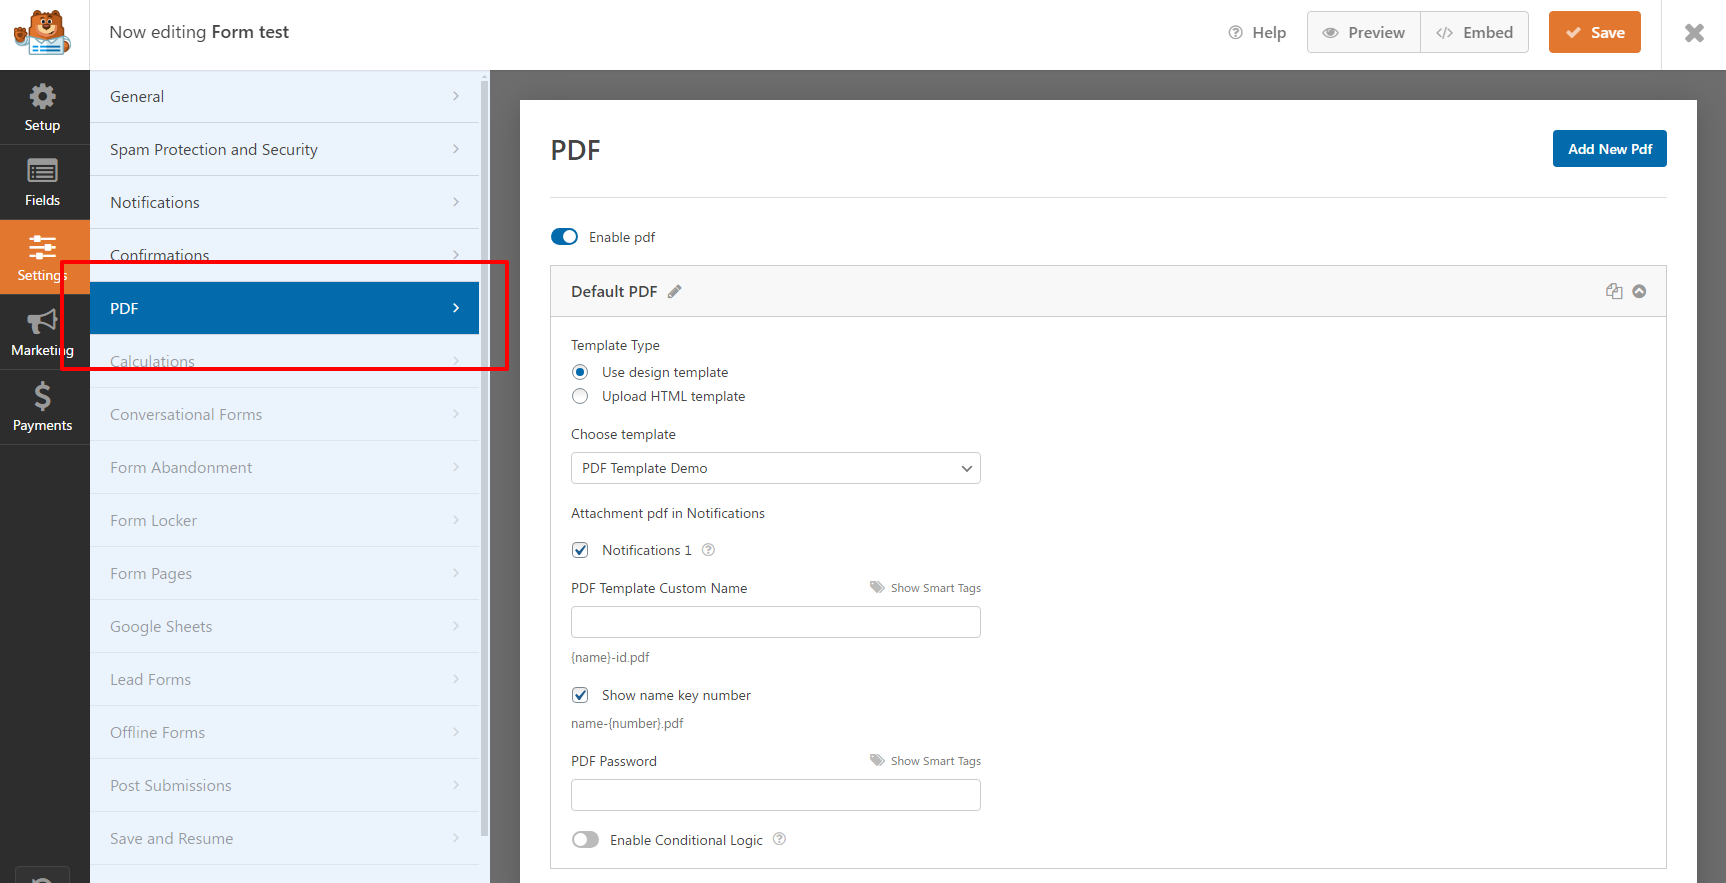 Now editing Form test
Help
Preview
Embed
Save
Setup
Fields
Settings
Marketing
Payments
General
Spam Protection and Security
Notifications
Confirmations
PDF
Calculations
Conversational Forms
Form Abandonment
Form Locker
Form Pages
Google Sheets
Lead Forms
Offline Forms
Post Submissions
Save and Resume
PDF
Add New Pdf
Enable pdf
Default PDF
Template Type
Use design template
Upload HTML template
Choose template
PDF Template Demo
Attachment pdf in Notifications
Notifications 1
PDF Template Custom Name
Show Smart Tags
{name}-id.pdf
Show name key number
name-{number}.pdf
PDF Password
Show Smart Tags
Enable Conditional Logic